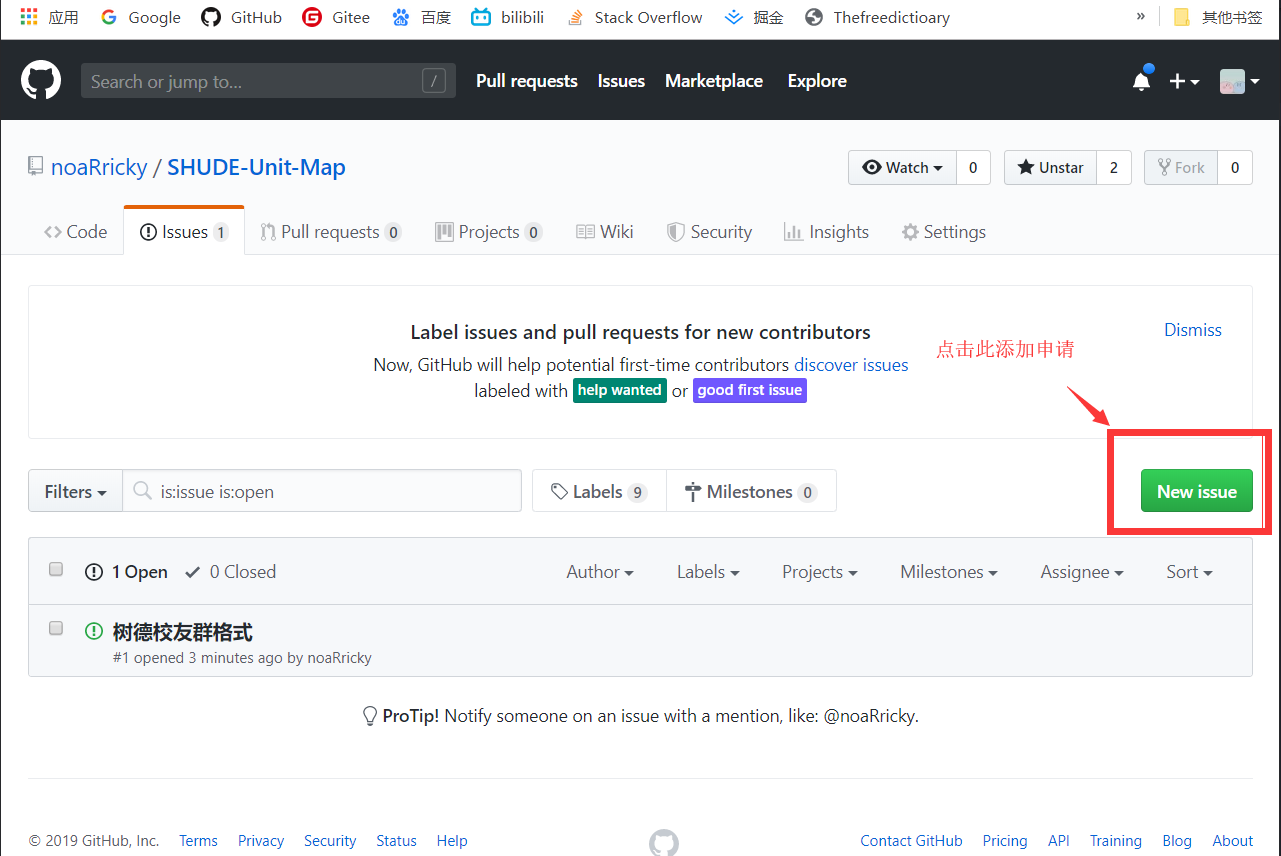 应用 Google GitHub Gitee 百度 bilibili Stack Overflow 掘金 Thefreedictioary » 其他书签
Search or jump to... / Pull requests Issues Marketplace Explore
noaRricky / SHUDE-Unit-Map Watch 0 Unstar 2 Fork 0
Code Issues 1 Pull requests 0 Projects 0 Wiki Security Insights Settings
Label issues and pull requests for new contributors
Dismiss
点击此添加申请
Now, GitHub will help potential first-time contributors discover issues
labeled with help wanted or good first issue
Filters is:issue is:open Labels 9 Milestones 0 New issue
1 Open 0 Closed Author Labels Projects Milestones Assignee Sort
树德校友群格式
#1 opened 3 minutes ago by noaRricky
ProTip! Notify someone on an issue with a mention, like: @noaRricky.
© 2019 GitHub, Inc. Terms Privacy Security Status Help Contact GitHub Pricing API Training Blog About